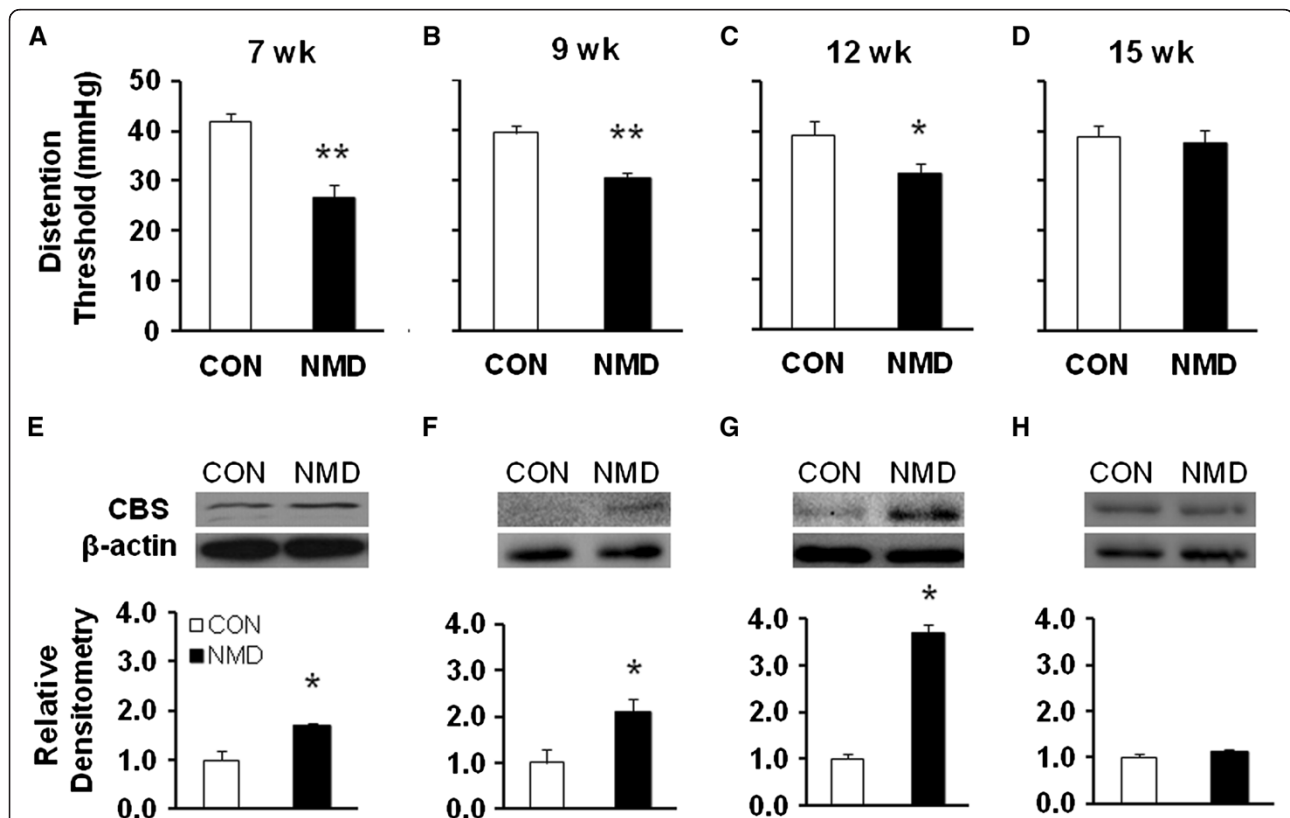 A
7 wk
B
9 wk
C
12 wk
D
15 wk
Distention
Threshold (mmHg)
50
40
30
20
10
0
**
**
*
CON NMD
CON NMD
CON NMD
CON NMD
E
F
G
H
CON NMD
CON NMD
CON NMD
CON NMD
CBS
β-actin
Relative
Densitometry
4.0
3.0
2.0
1.0
0.0
CON
NMD
*
4.0
3.0
2.0
1.0
0.0
*
4.0
3.0
2.0
1.0
0.0
*
4.0
3.0
2.0
1.0
0.0